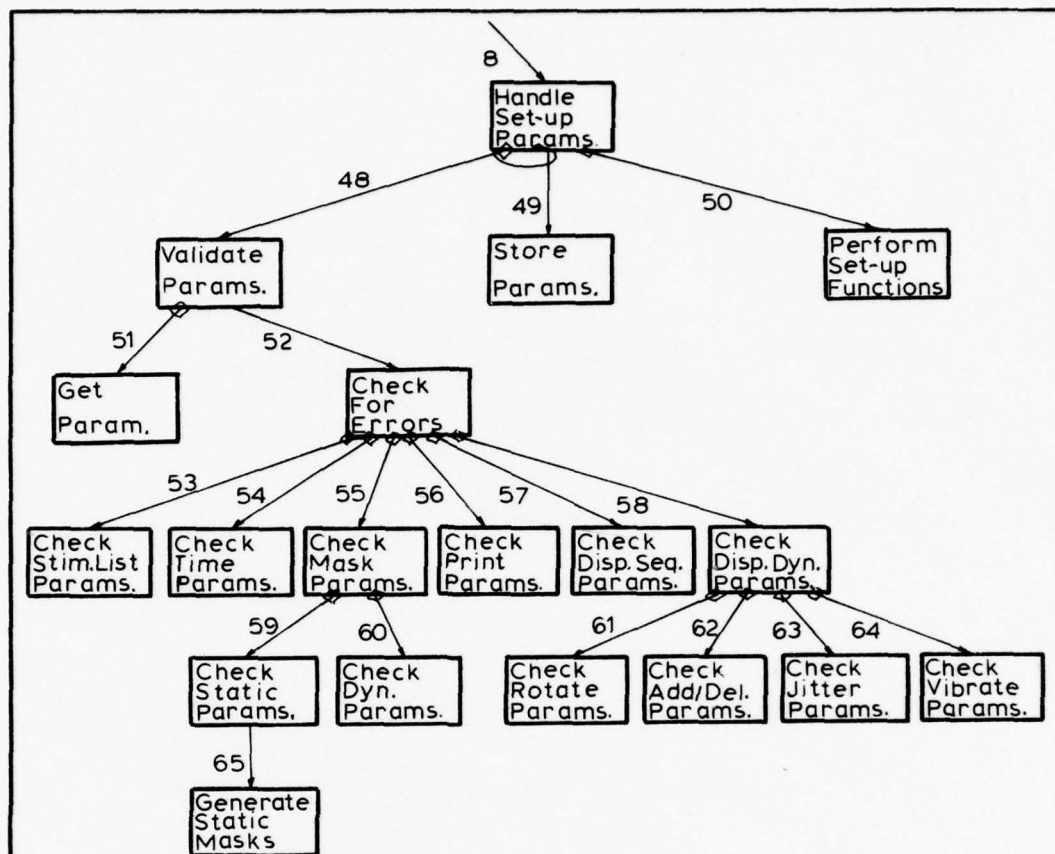 8
Handle
Set-up
Params.
48
49
50
Validate
Params.
Store
Params.
Perform
Set-up
Functions
51
52
Get
Param.
Check
For
Errors
53
54
55
56
57
58
Check
Stim.List
Params.
Check
Time
Params.
Check
Mask
Params.
Check
Print
Params.
Check
Disp. Seq.
Params.
Check
Disp. Dyn.
Params.
59
60
61
62
63
64
Check
Static
Params.
Check
Dyn.
Params.
Check
Rotate
Params.
Check
Add/Del.
Params.
Check
Jitter
Params.
Check
Vibrate
Params.
65
Generate
Static
Masks